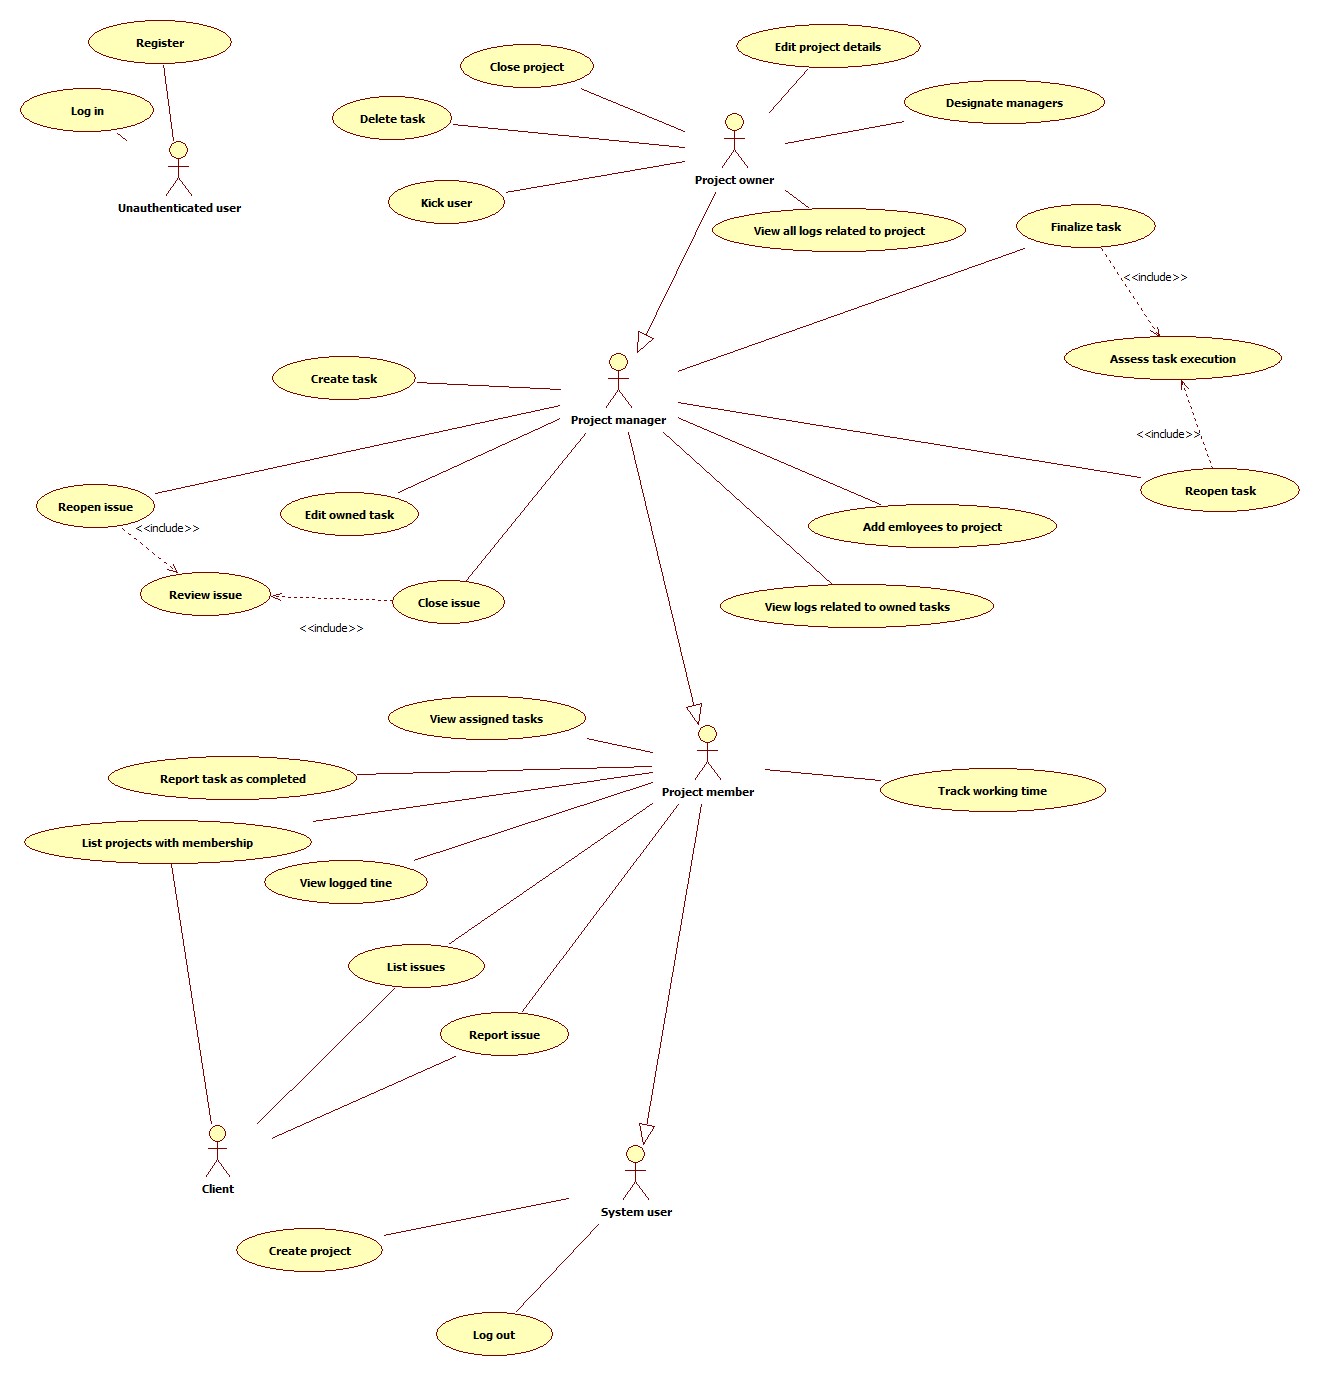 Register
Edit project details
Close project
Log in
Designate managers
Delete task
Project owner
Unauthenticated user
Kick user
View all logs related to project
Finalize task
<<include>>
Assess task execution
Create task
Project manager
<<include>>
Reopen task
Reopen issue
Edit owned task
Add emloyees to project
<<include>>
Review issue
Close issue
View logs related to owned tasks
<<include>>
View assigned tasks
Report task as completed
Project member
Track working time
List projects with membership
View logged tine
List issues
Report issue
Client
System user
Create project
Log out